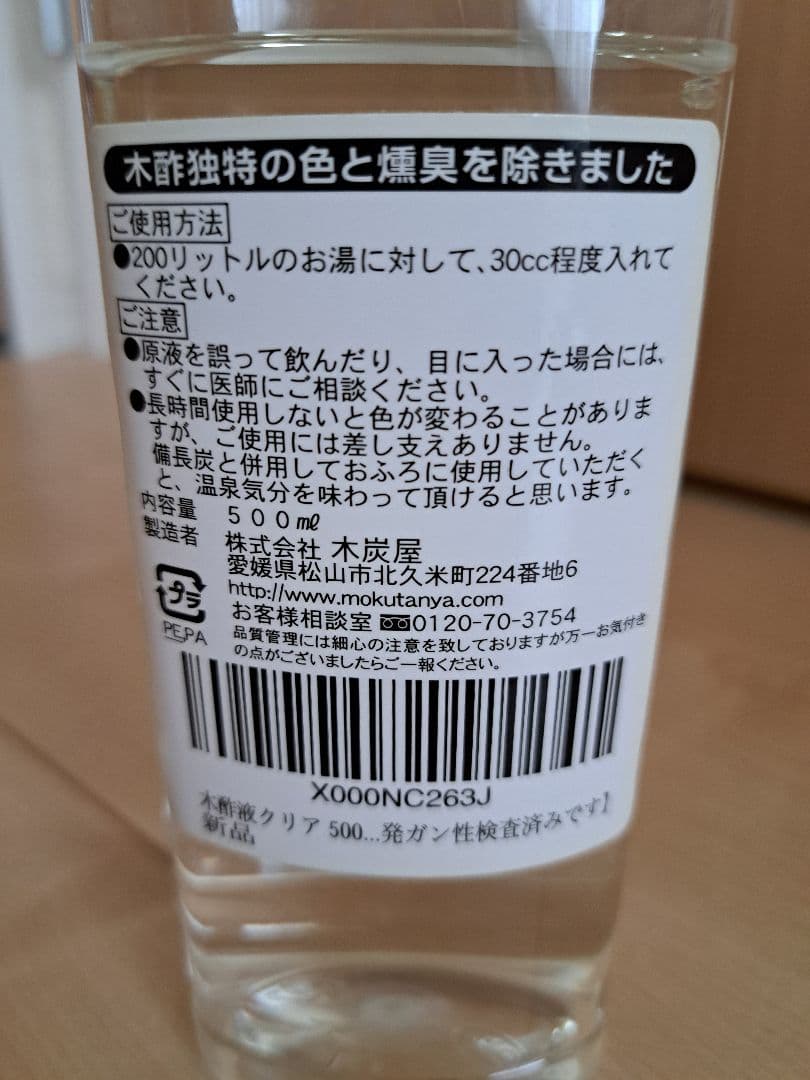 木酢独特の色と燻臭を除きました
ご使用方法
●200リットルのお湯に対して、30cc程度入れて
ください。
ご注意
●原液を誤って飲んだり、目に入った場合には、
すぐに医師にご相談ください。
●長時間使用しないと色が変わることがありま
すが、ご使用には差し支えありません。
備長炭と併用しておふろに使用していただく
と、温泉気分を味わって頂けると思います。
内容量 500㎖
製造者 株式会社 木炭屋
愛媛県松山市北久米町224番地6
http://www.mokutanya.com
お客様相談室 0120-70-3754
プラ
PE,PA
品質管理には細心の注意を致しておりますが万一お気付き
の点がございましたらご一報ください。
X000NC263J
木酢液クリア 500...発ガン性検査済みです】
新品